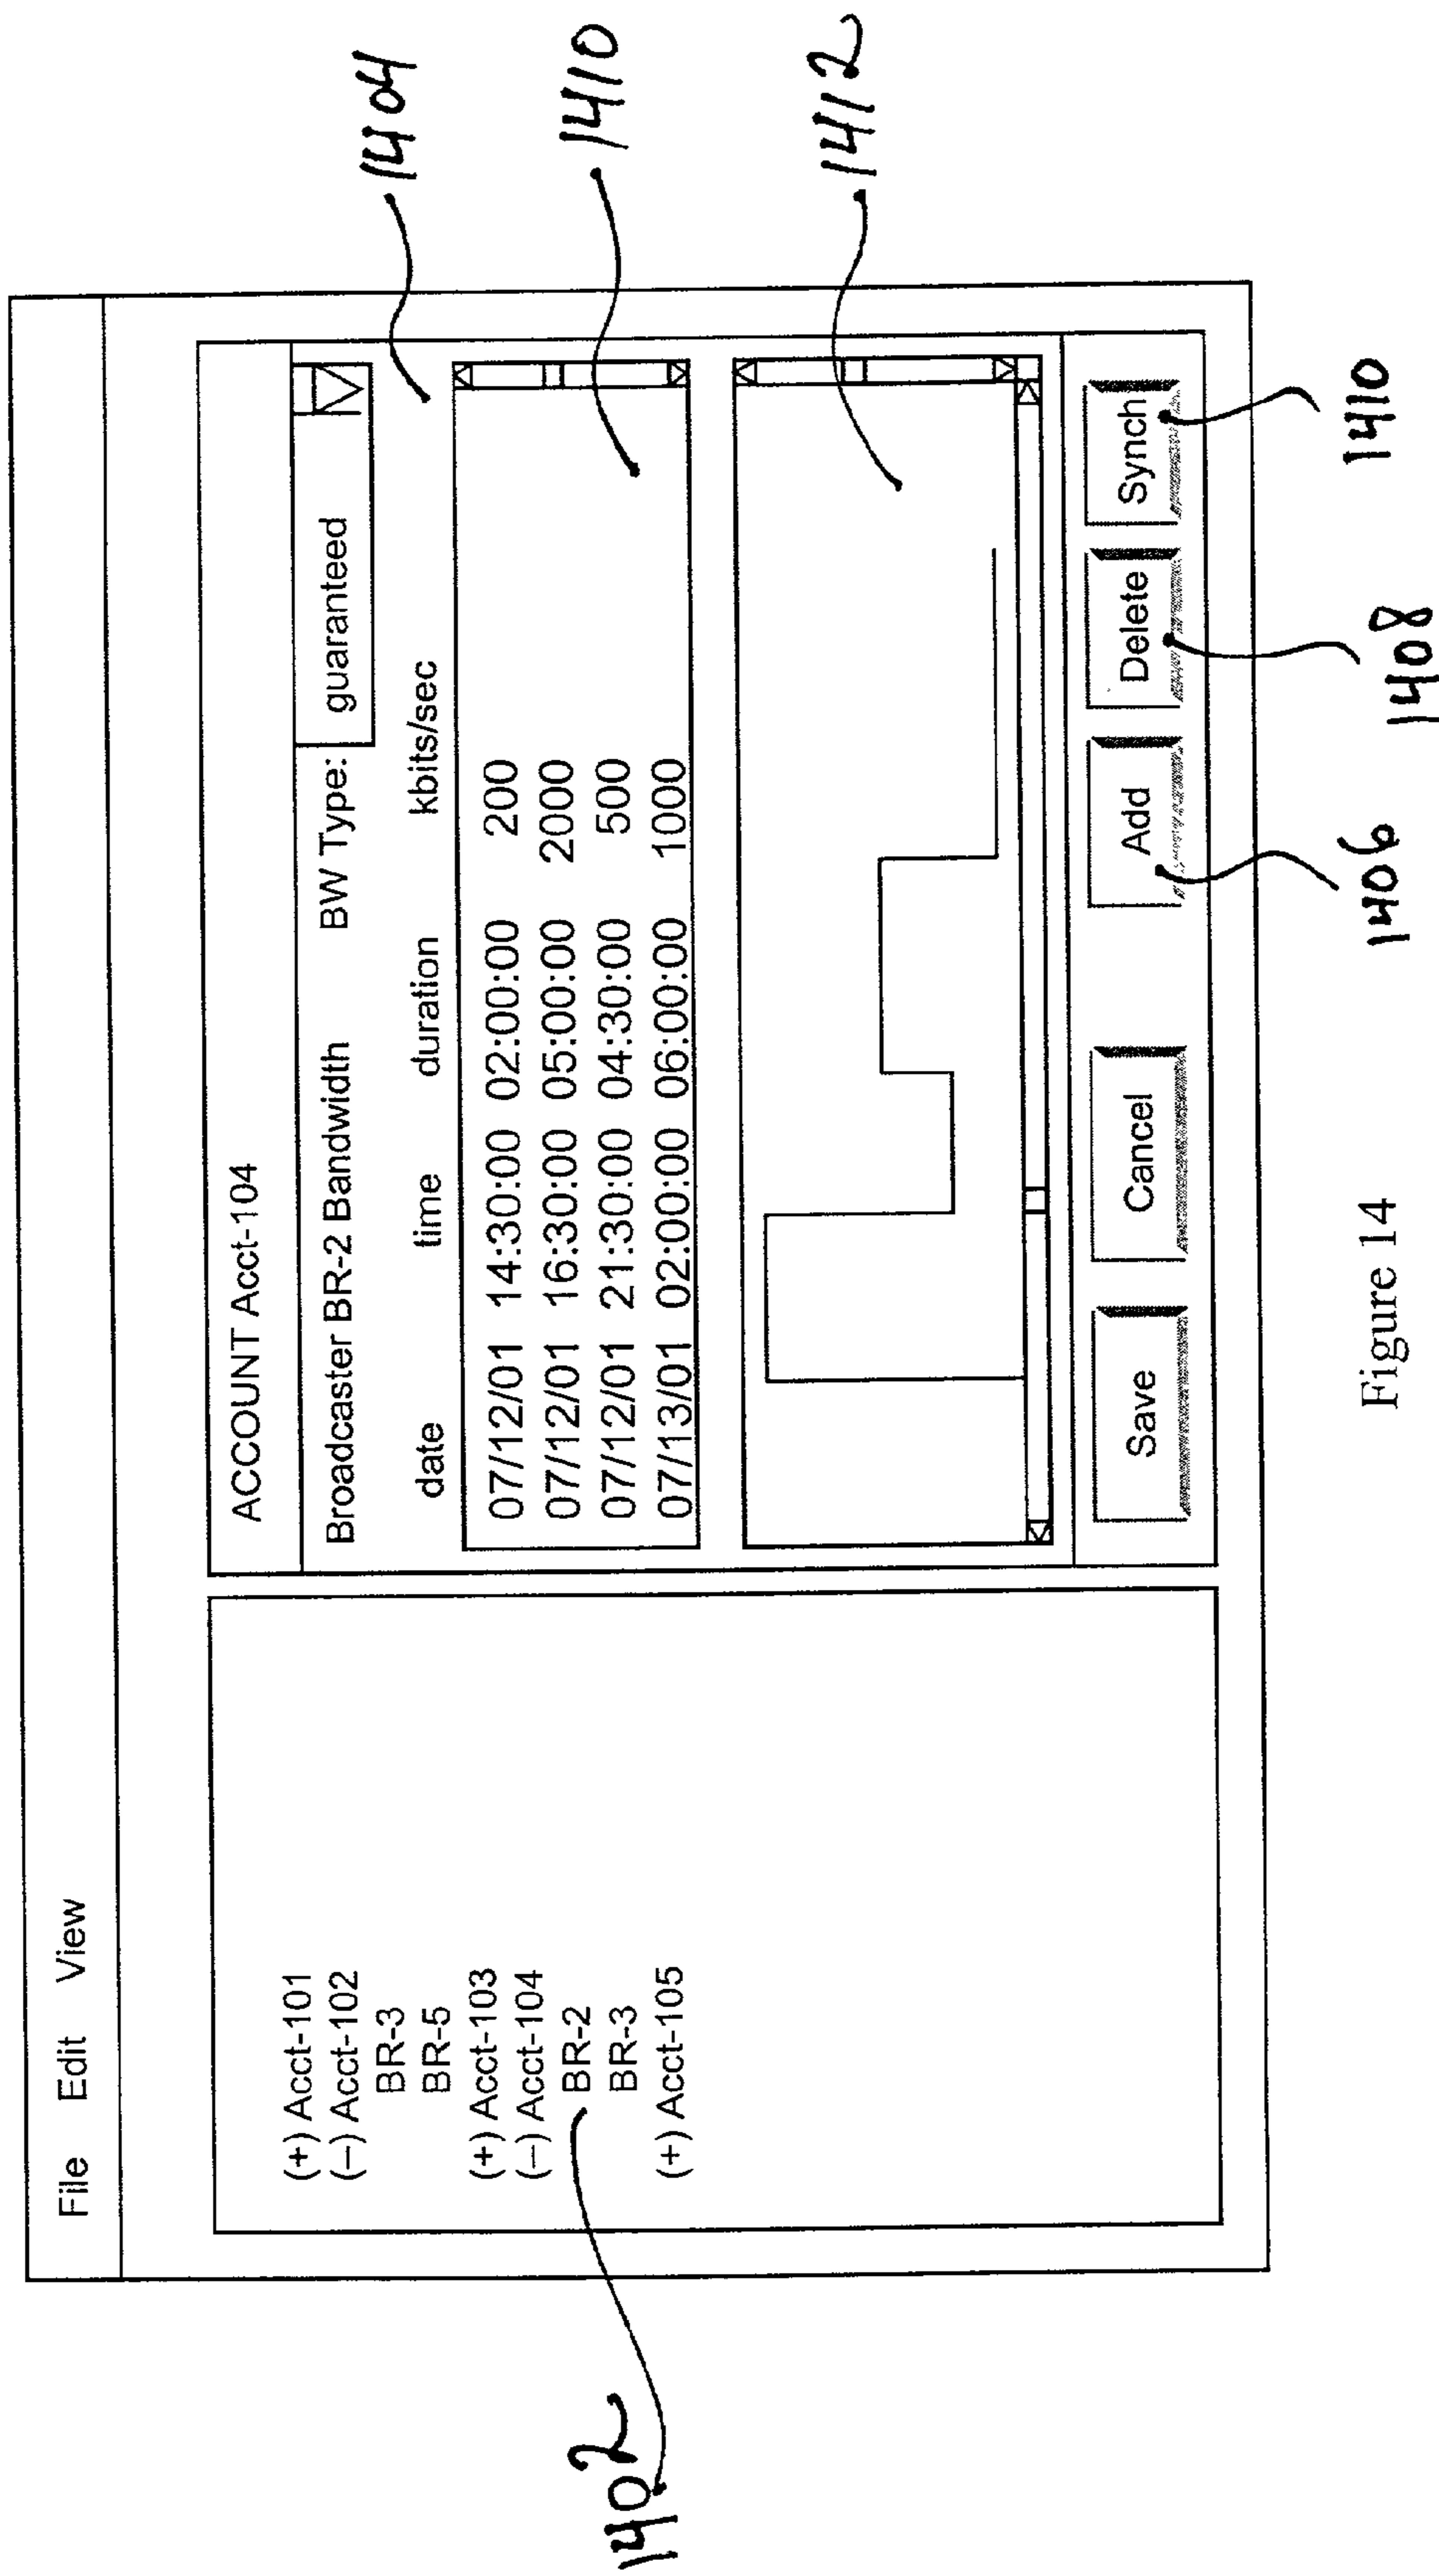 File Edit View
(+) Acct-101
(–) Acct-102
BR-3
BR-5
(+) Acct-103
(–) Acct-104
BR-2
BR-3
(+) Acct-105
1402
ACCOUNT Acct-104
Broadcaster BR-2 Bandwidth BW Type: guaranteed
1404
date time duration kbits/sec
07/12/01 14:30:00 02:00:00 200
07/12/01 16:30:00 05:00:00 2000
07/12/01 21:30:00 04:30:00 500
07/13/01 02:00:00 06:00:00 1000
1410
1412
Save Cancel Add Delete Synch
1406 1408 1410
Figure 14